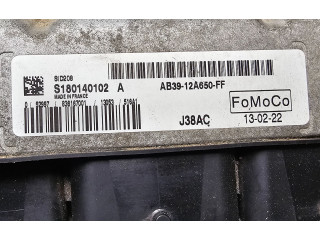 SID208
S180140102 A
MADE IN FRANCE
AB39-12A650-FF
FoMoCo
J38AC
13-02-22